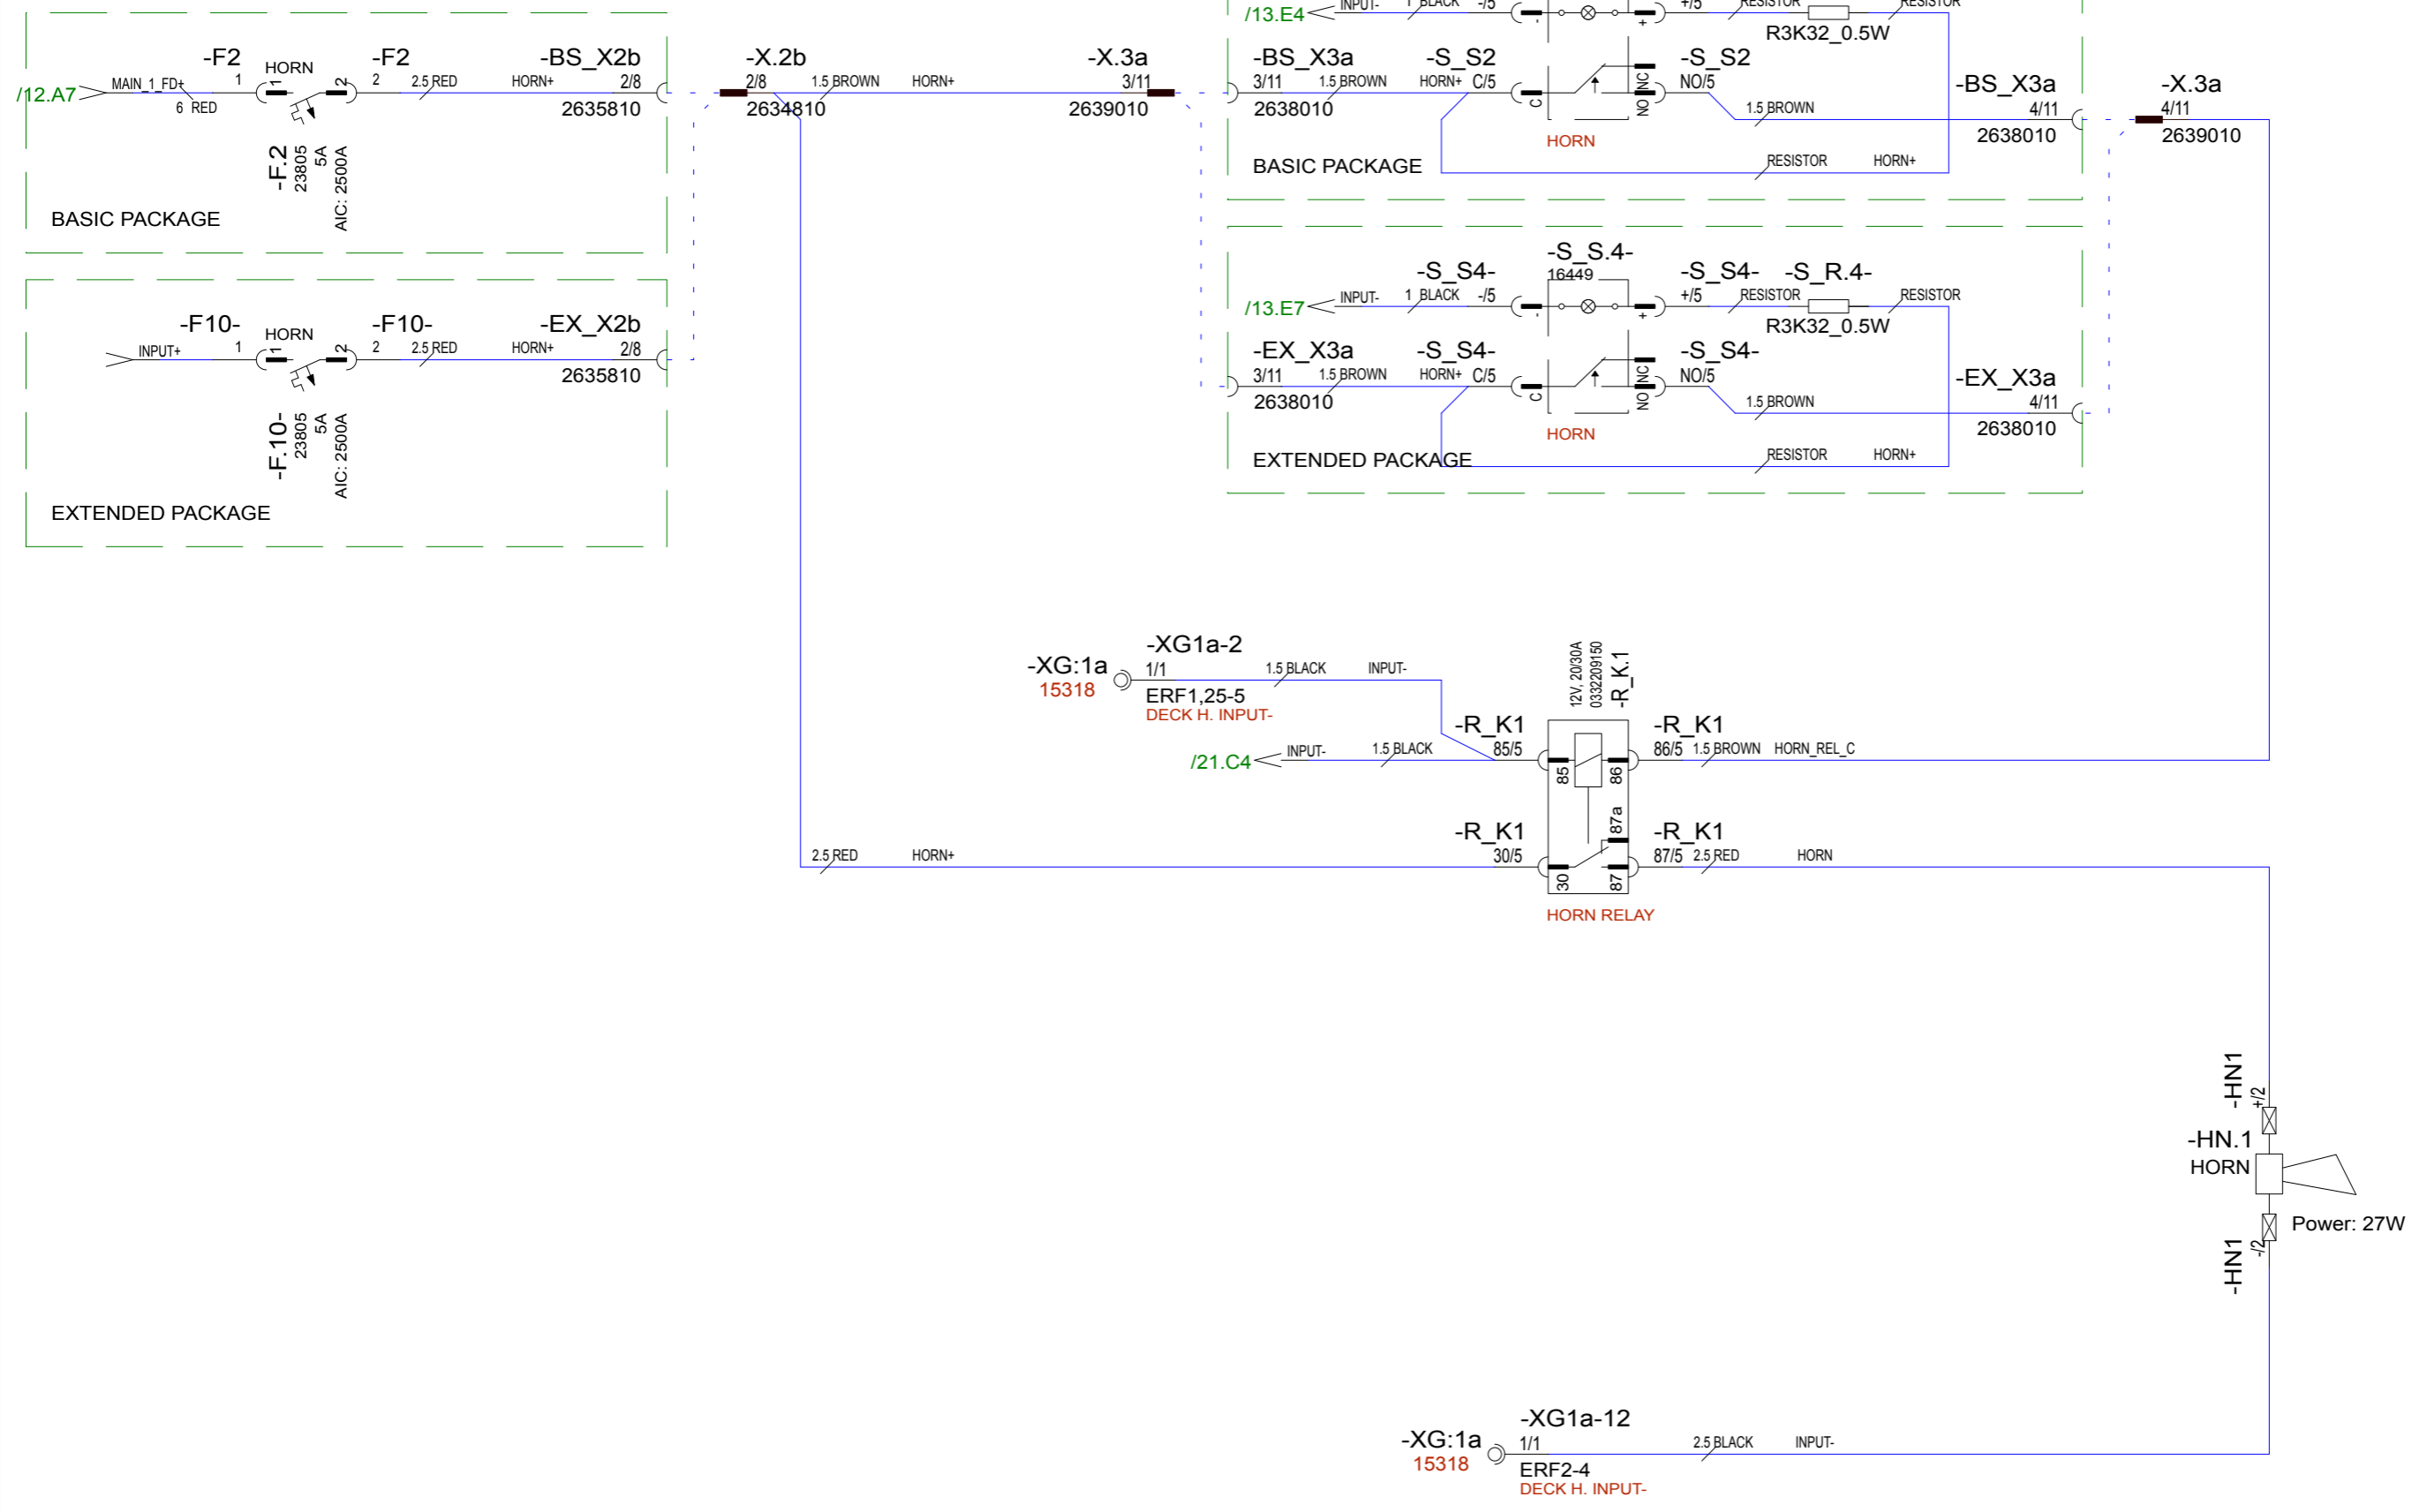 /13.E4
INPUT-
1 BLACK
-/5
-
+
+/5
RESISTOR
RESISTOR
R3K32_0.5W
/12.A7
MAIN_1_FD+
6 RED
-F2
1
HORN
1
2
-F2
2
2.5 RED
HORN+
-BS_X2b
2/8
2635810
-F.2
23805
5A
AIC: 2500A
BASIC PACKAGE
-X.2b
2/8
2634810
1.5 BROWN
HORN+
-X.3a
3/11
2639010
-BS_X3a
3/11
2638010
1.5 BROWN
-S_S2
HORN+ C/5
C
NC
NO
HORN
-S_S2
NO/5
1.5 BROWN
-BS_X3a
4/11
2638010
-X.3a
4/11
2639010
RESISTOR
HORN+
BASIC PACKAGE
INPUT+
-F10-
1
HORN
1
2
-F10-
2
2.5 RED
HORN+
-EX_X2b
2/8
2635810
-F.10-
23805
5A
AIC: 2500A
EXTENDED PACKAGE
/13.E7
INPUT-
1 BLACK
-S_S4-
-/5
-S_S.4-
16449
-
+
-S_S4-
+/5
RESISTOR
-S_R.4-
R3K32_0.5W
RESISTOR
-EX_X3a
3/11
2638010
1.5 BROWN
-S_S4-
HORN+ C/5
C
NC
NO
HORN
-S_S4-
NO/5
1.5 BROWN
-EX_X3a
4/11
2638010
RESISTOR
HORN+
EXTENDED PACKAGE
-XG:1a
15318
-XG1a-2
1/1
ERF1,25-5
DECK H. INPUT-
1.5 BLACK
INPUT-
12V, 20/30A
0332209150
-R_K.1
/21.C4
INPUT-
1.5 BLACK
-R_K1
85/5
85
86
-R_K1
86/5
1.5 BROWN
HORN_REL_C
2.5 RED
HORN+
-R_K1
30/5
30
87a
87
-R_K1
87/5
2.5 RED
HORN
HORN RELAY
-HN1
+/2
-HN.1
HORN
Power: 27W
-HN1
-/2
-XG:1a
15318
-XG1a-12
1/1
ERF2-4
DECK H. INPUT-
2.5 BLACK
INPUT-